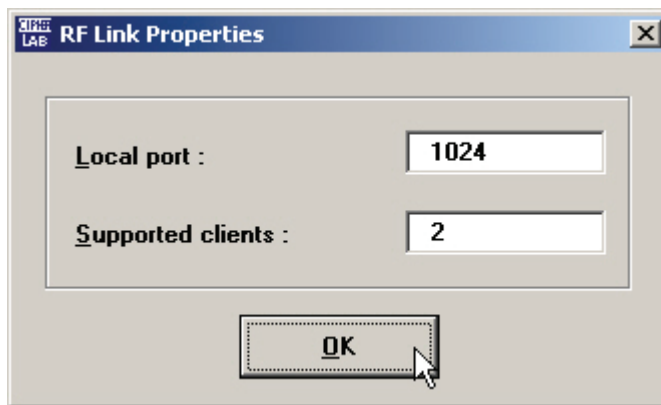 CIPHER
LAB
RF Link Properties
Local port :
1024
Supported clients :
2
OK